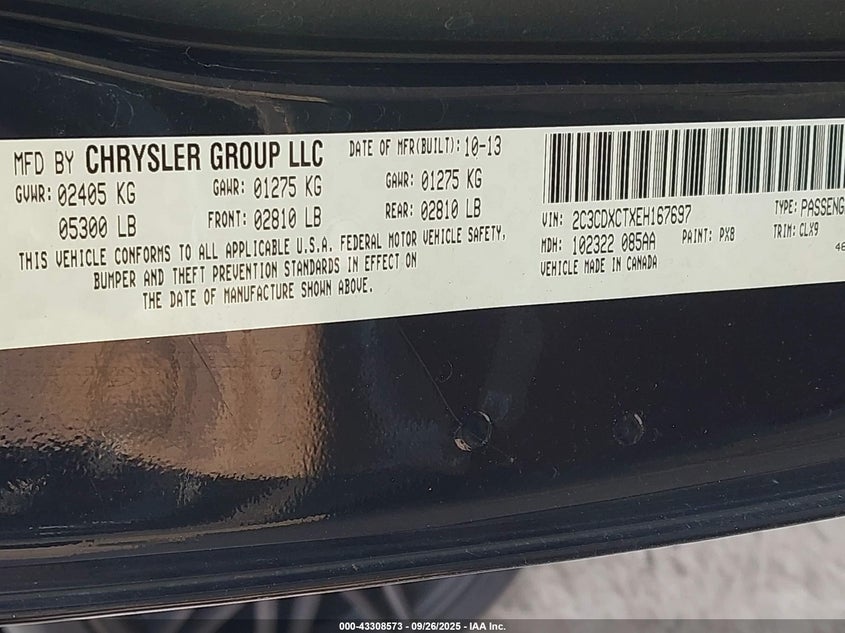 MFD BY CHRYSLER GROUP LLC DATE OF MFR(BUILT): 10-13
GVWR: 02405 KG GAWR: 01275 KG GAWR: 01275 KG
05300 LB FRONT: 02810 LB REAR: 02810 LB
THIS VEHICLE CONFORMS TO ALL APPLICABLE U.S.A. FEDERAL MOTOR VEHICLE SAFETY,
BUMPER AND THEFT PREVENTION STANDARDS IN EFFECT ON
THE DATE OF MANUFACTURE SHOWN ABOVE.
VIN: 2C3CDXCTXEH167697 TYPE: PASSENG
MDH: 102322 085AA PAINT: PX8 TRIM: CLX9
VEHICLE MADE IN CANADA 46
000-43308573 - 09/26/2025 - IAA Inc.